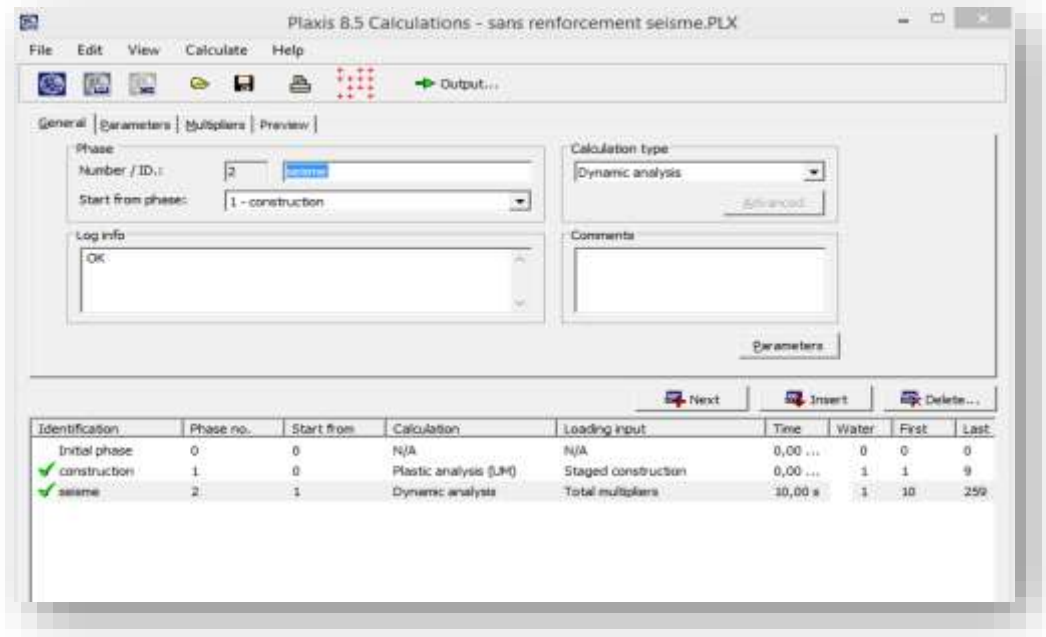 Plaxis 8.5 Calculations - sans renforcement seisme.PLX
File Edit View Calculate Help
Output...
General Parameters Multipliers Preview
Phase
Number / ID.: 2 seisme
Start from phase: 1 - construction
Calculation type
Dynamic analysis
Advanced
Log info
OK
Comments
Parameters
Next Insert Delete...
Identification Phase no. Start from Calculation Loading input Time Water First Last
Initial phase 0 0 N/A N/A 0,00 ... 0 0 0
construction 1 0 Plastic analysis (UM) Staged construction 0,00 ... 1 1 9
seisme 2 1 Dynamic analysis Total multipliers 10,00 s 1 10 259